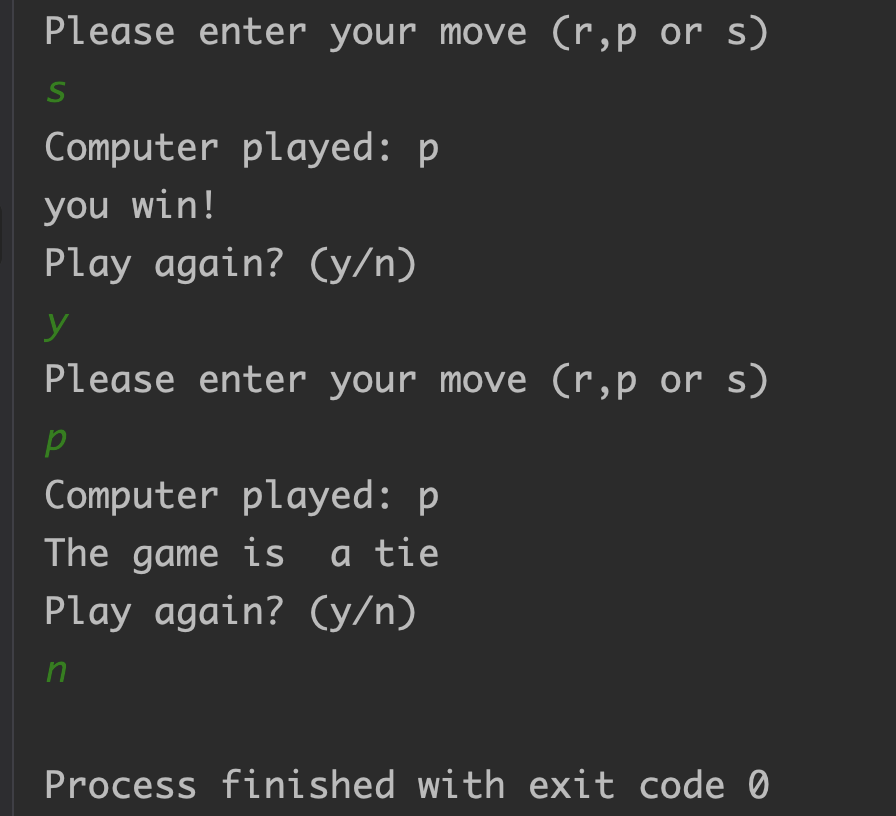 Please enter your move (r,p or s)
s
Computer played: p
you win!
Play again? (y/n)
y
Please enter your move (r,p or s)
p
Computer played: p
The game is  a tie
Play again? (y/n)
n
Process finished with exit code 0